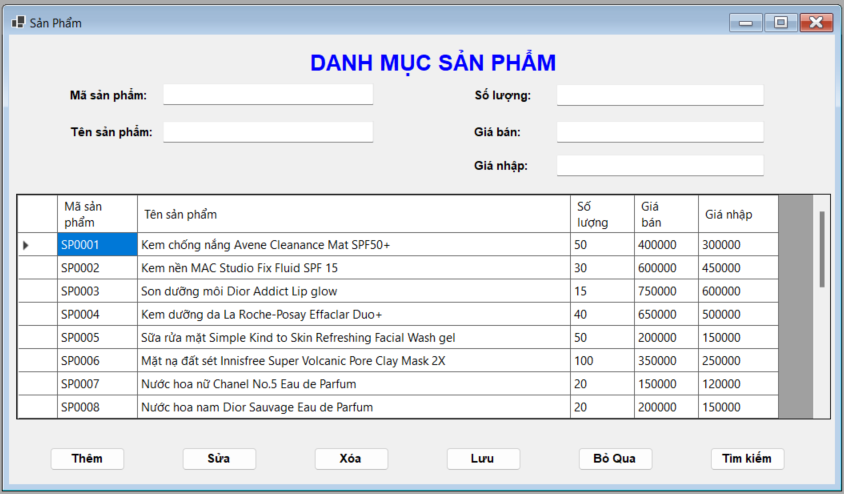 Sản Phẩm
DANH MỤC SẢN PHẨM
Mã sản phẩm:
Số lượng:
Tên sản phẩm:
Giá bán:
Giá nhập:
Mã sản phẩm Tên sản phẩm Số lượng Giá bán Giá nhập
SP0001 Kem chống nắng Avene Cleanance Mat SPF50+ 50 400000 300000
SP0002 Kem nền MAC Studio Fix Fluid SPF 15 30 600000 450000
SP0003 Son dưỡng môi Dior Addict Lip glow 15 750000 600000
SP0004 Kem dưỡng da La Roche-Posay Effaclar Duo+ 40 650000 500000
SP0005 Sữa rửa mặt Simple Kind to Skin Refreshing Facial Wash gel 50 200000 150000
SP0006 Mặt nạ đất sét Innisfree Super Volcanic Pore Clay Mask 2X 100 350000 250000
SP0007 Nước hoa nữ Chanel No.5 Eau de Parfum 20 150000 120000
SP0008 Nước hoa nam Dior Sauvage Eau de Parfum 20 200000 150000
Thêm Sửa Xóa Lưu Bỏ Qua Tìm kiếm